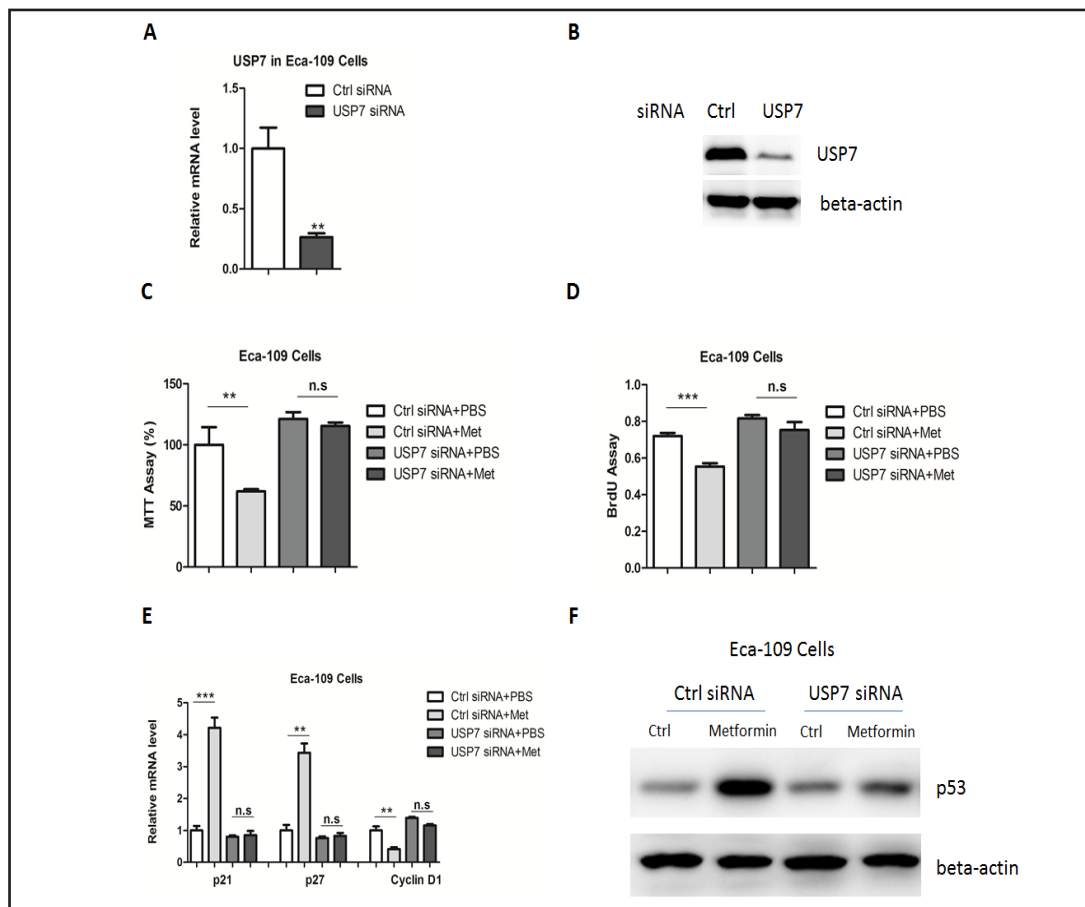 A
USP7 in Eca-109 Cells
Ctrl siRNA
USP7 siRNA
Relative mRNA level
1.5
1.0
0.5
0.0
**
B
siRNA Ctrl USP7
USP7
beta-actin
C
Eca-109 Cells
MTT Assay (%)
150
100
50
0
**
n.s
Ctrl siRNA+PBS
Ctrl siRNA+Met
USP7 siRNA+PBS
USP7 siRNA+Met
D
Eca-109 Cells
BrdU Assay
1.0
0.8
0.6
0.4
0.2
0.0
***
n.s
Ctrl siRNA+PBS
Ctrl siRNA+Met
USP7 siRNA+PBS
USP7 siRNA+Met
E
Eca-109 Cells
Relative mRNA level
5
4
3
2
1
0
***
n.s
**
n.s
**
n.s
p21 p27 Cyclin D1
Ctrl siRNA+PBS
Ctrl siRNA+Met
USP7 siRNA+PBS
USP7 siRNA+Met
F
Eca-109 Cells
Ctrl siRNA USP7 siRNA
Ctrl Metformin Ctrl Metformin
p53
beta-actin